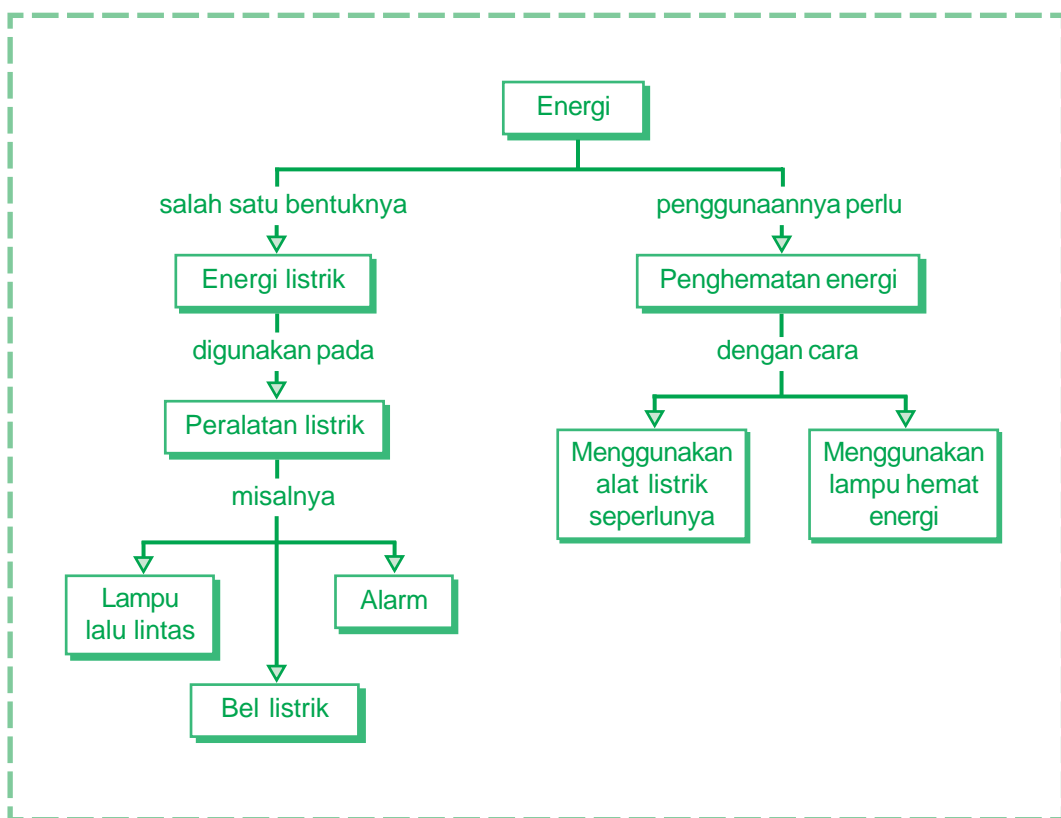 Energi
salah satu bentuknya
penggunaannya perlu
Energi listrik
Penghematan energi
digunakan pada
dengan cara
Peralatan listrik
Menggunakan
alat listrik
seperlunya
Menggunakan
lampu hemat
energi
misalnya
Lampu
lalu lintas
Alarm
Bel listrik